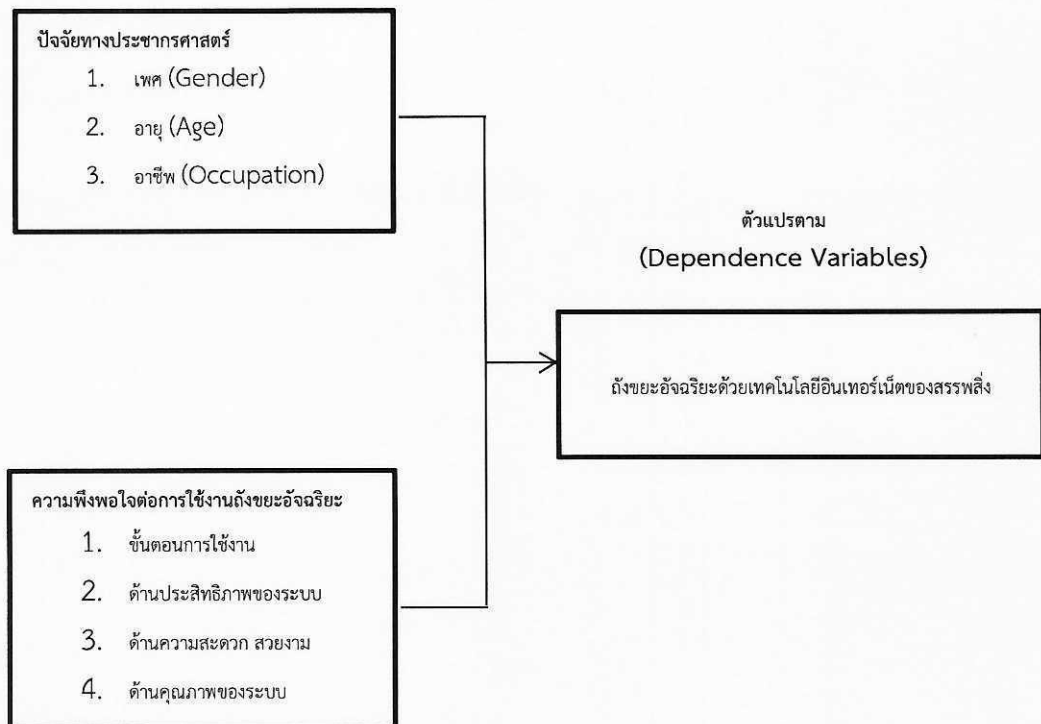 ปัจจัยทางประชากรศาสตร์
1. เพศ (Gender)
2. อายุ (Age)
3. อาชีพ (Occupation)
ตัวแปรตาม
(Dependence Variables)
ถังขยะอัจฉริยะด้วยเทคโนโลยีอินเทอร์เน็ตของสรรพสิ่ง
ความพึงพอใจต่อการใช้งานถังขยะอัจฉริยะ
1. ขั้นตอนการใช้งาน
2. ด้านประสิทธิภาพของระบบ
3. ด้านความสะดวก สวยงาม
4. ด้านคุณภาพของระบบ